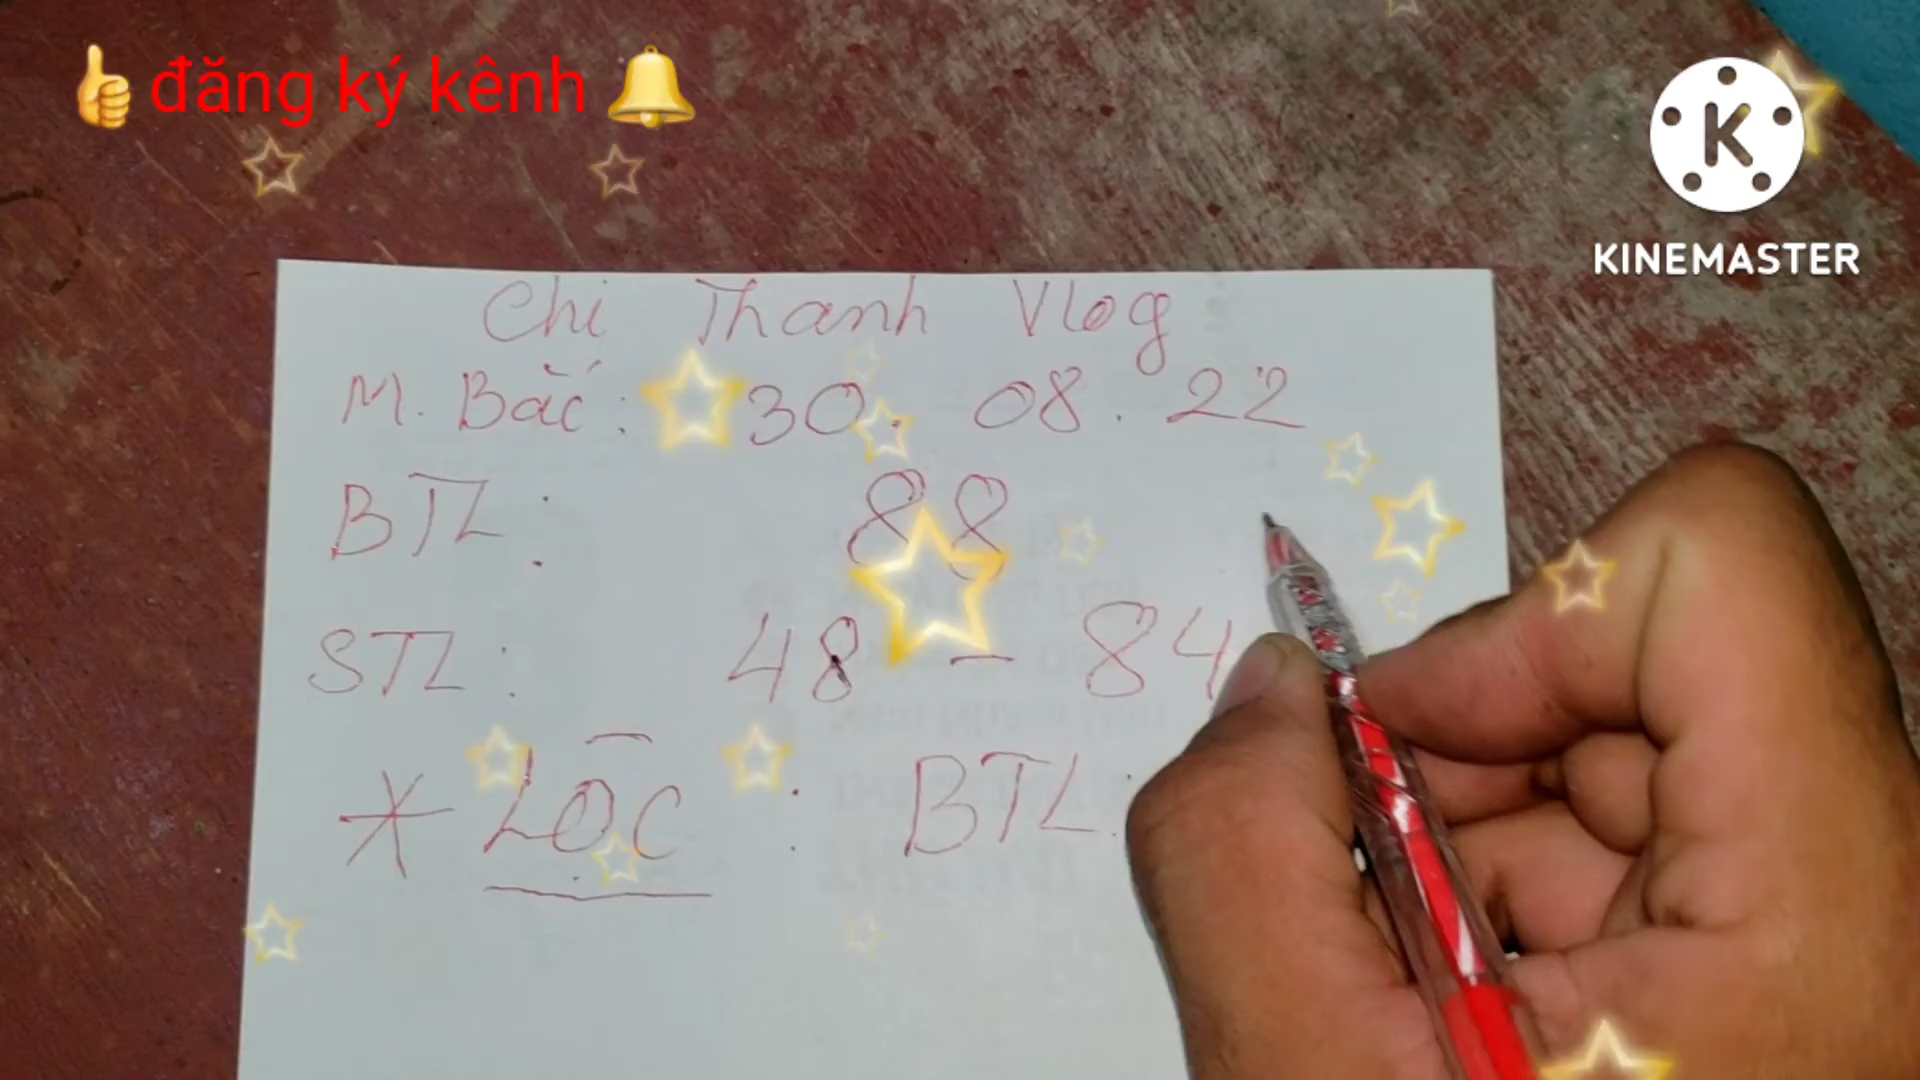 đăng ký kênh
K
KINEMASTER
Chi Thanh Vlog
M. Bắc: 30. 08. 22
BTL: 88
STL: 48 - 84
* LỘC : BTL: